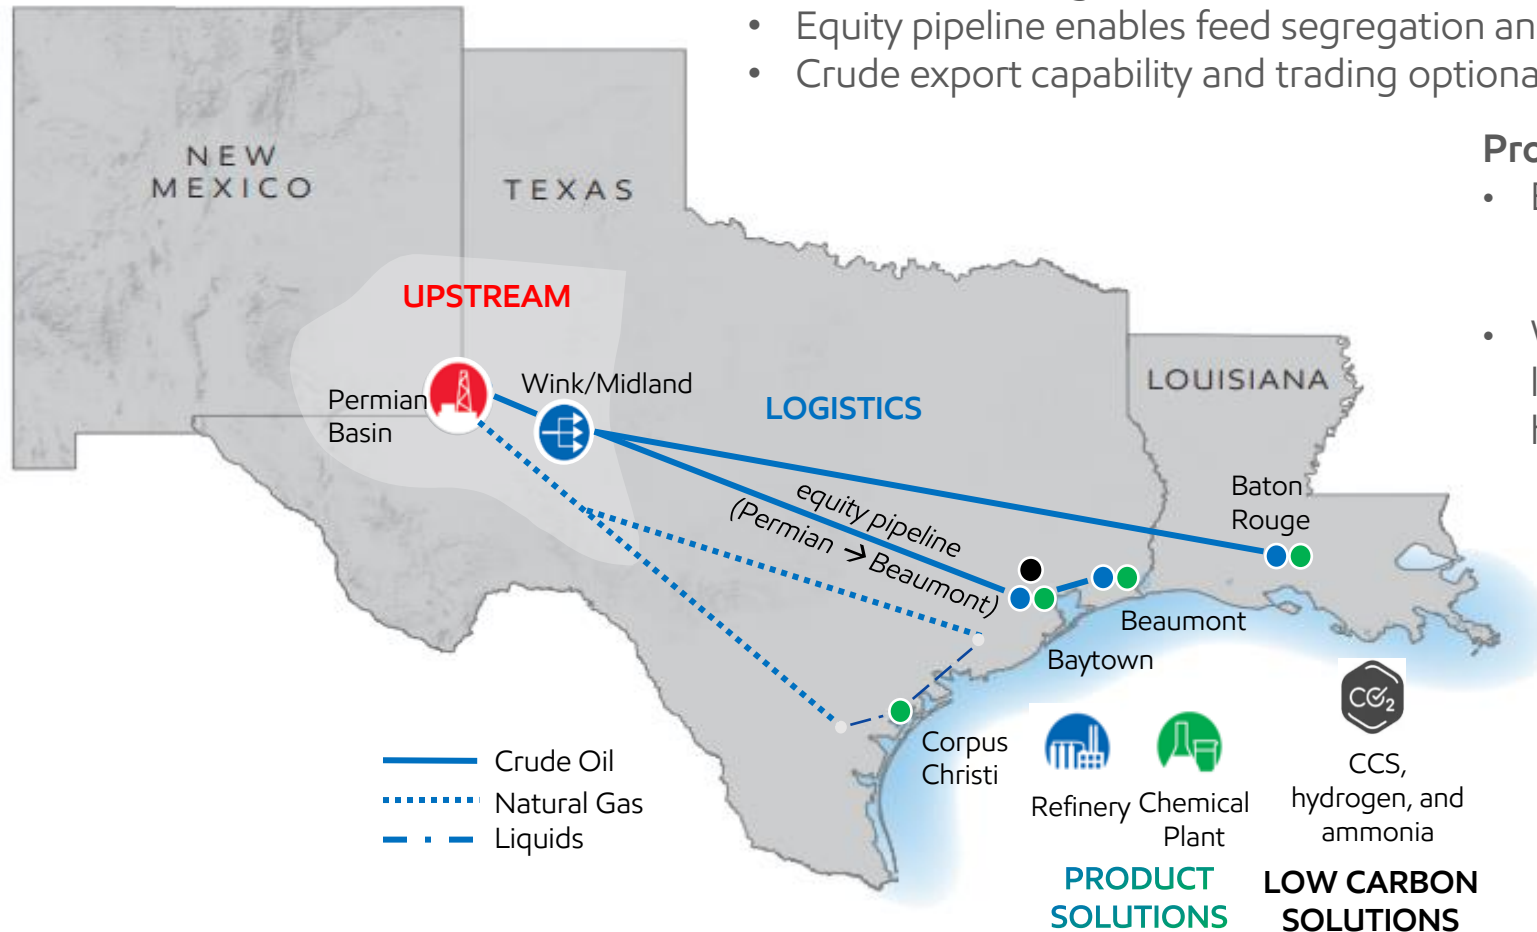 • Equity pipeline enables feed segregation an
• Crude export capability and trading optiona
Pro
•
•
NEW
MEXICO
TEXAS
UPSTREAM
Permian
Basin
Wink/Midland
LOGISTICS
LOUISIANA
equity pipeline
(Permian → Beaumont)
Baton
Rouge
Beaumont
Baytown
Corpus
Christi
Crude Oil
Natural Gas
Liquids
Refinery
Chemical
Plant
CO₂
CCS,
hydrogen, and
ammonia
PRODUCT
SOLUTIONS
LOW CARBON
SOLUTIONS